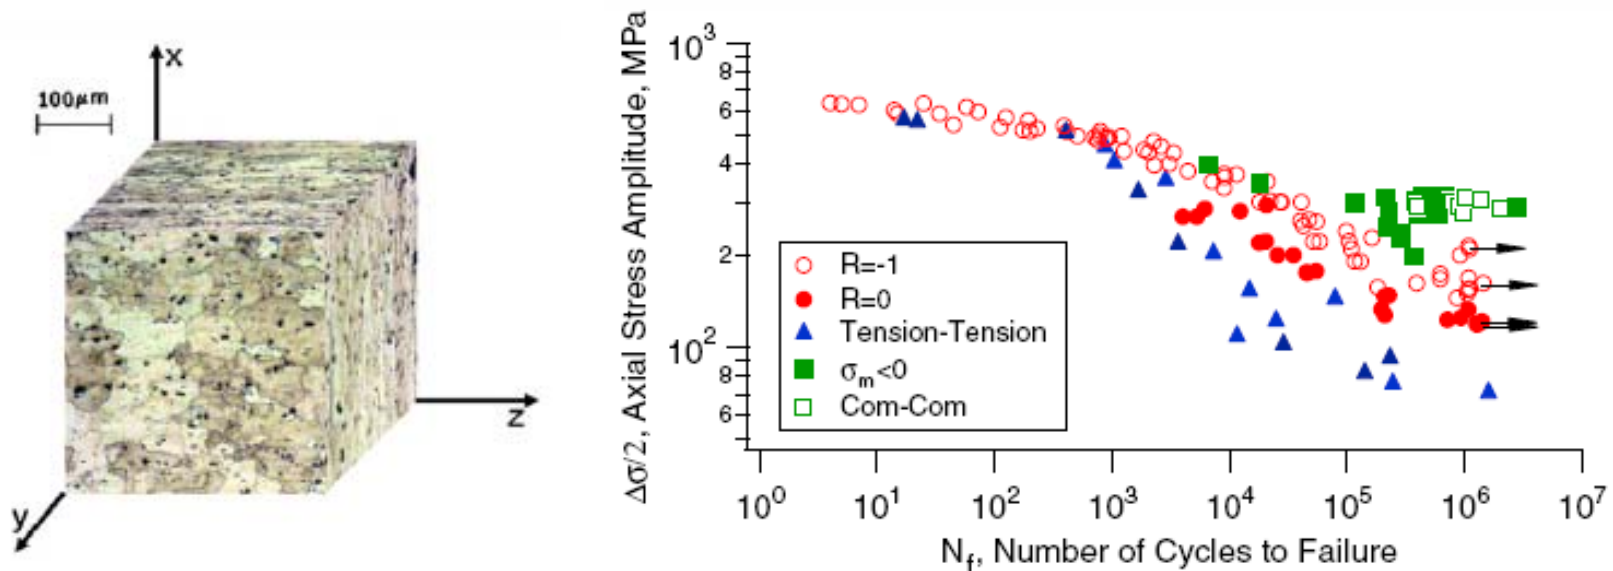 x
100μm
z
y
Δσ/2, Axial Stress Amplitude, MPa
10³
8
6
4
2
10²
8
6
R=-1
R=0
Tension-Tension
σm<0
Com-Com
10⁰ 10¹ 10² 10³ 10⁴ 10⁵ 10⁶ 10⁷
Nf, Number of Cycles to Failure